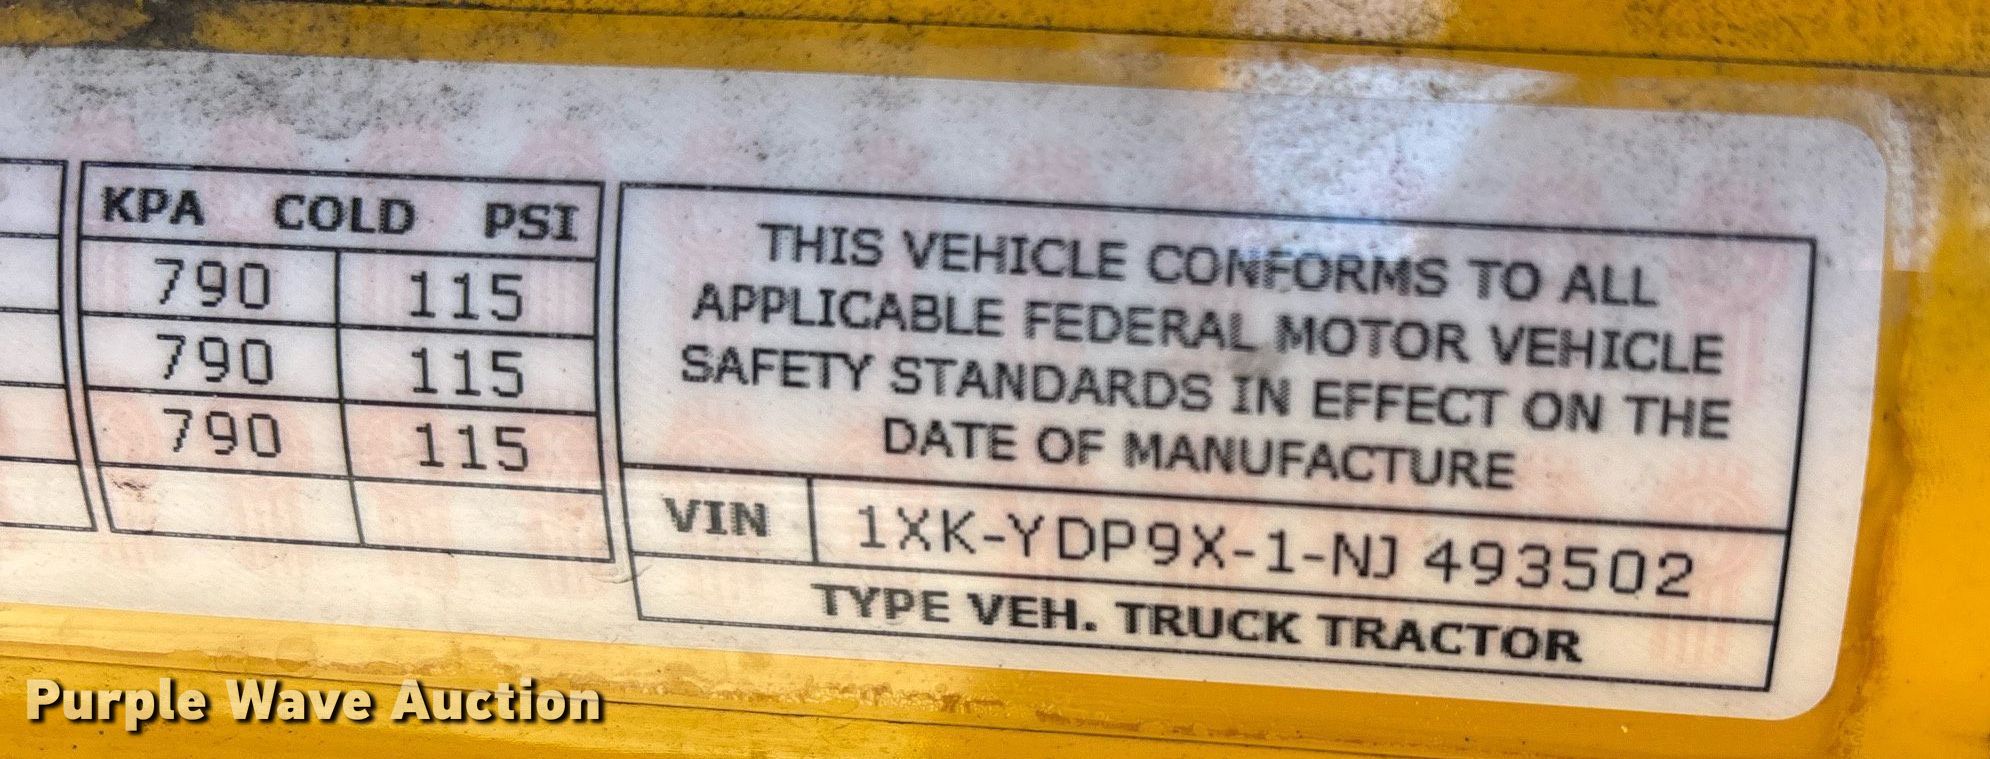 KPA COLD PSI
790 115
790 115
790 115
THIS VEHICLE CONFORMS TO ALL
APPLICABLE FEDERAL MOTOR VEHICLE
SAFETY STANDARDS IN EFFECT ON THE
DATE OF MANUFACTURE
VIN 1XK-YDP9X-1-NJ 493502
TYPE VEH. TRUCK TRACTOR
Purple Wave Auction